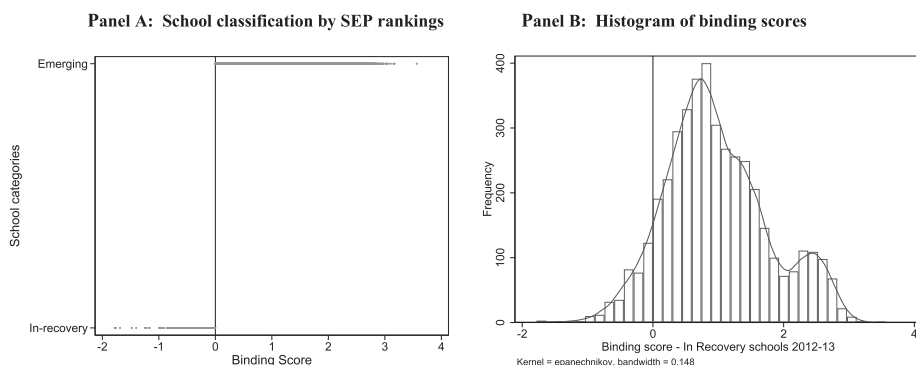 Panel A: School classification by SEP rankings
Emerging
School categories
In-recovery
-2 -1 0 1 2 3 4
Binding Score
Panel B: Histogram of binding scores
400
300
200
100
0
Frequency
-2 0 2 4
Binding score - In Recovery schools 2012-13
Kernel = epanechnikov, bandwidth = 0.148